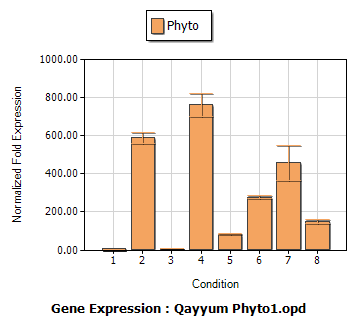 Phyto
1000.00
800.00
600.00
400.00
200.00
0.00
Normalized Fold Expression
1 2 3 4 5 6 7 8
Condition
Gene Expression : Qayyum Phyto1.opd